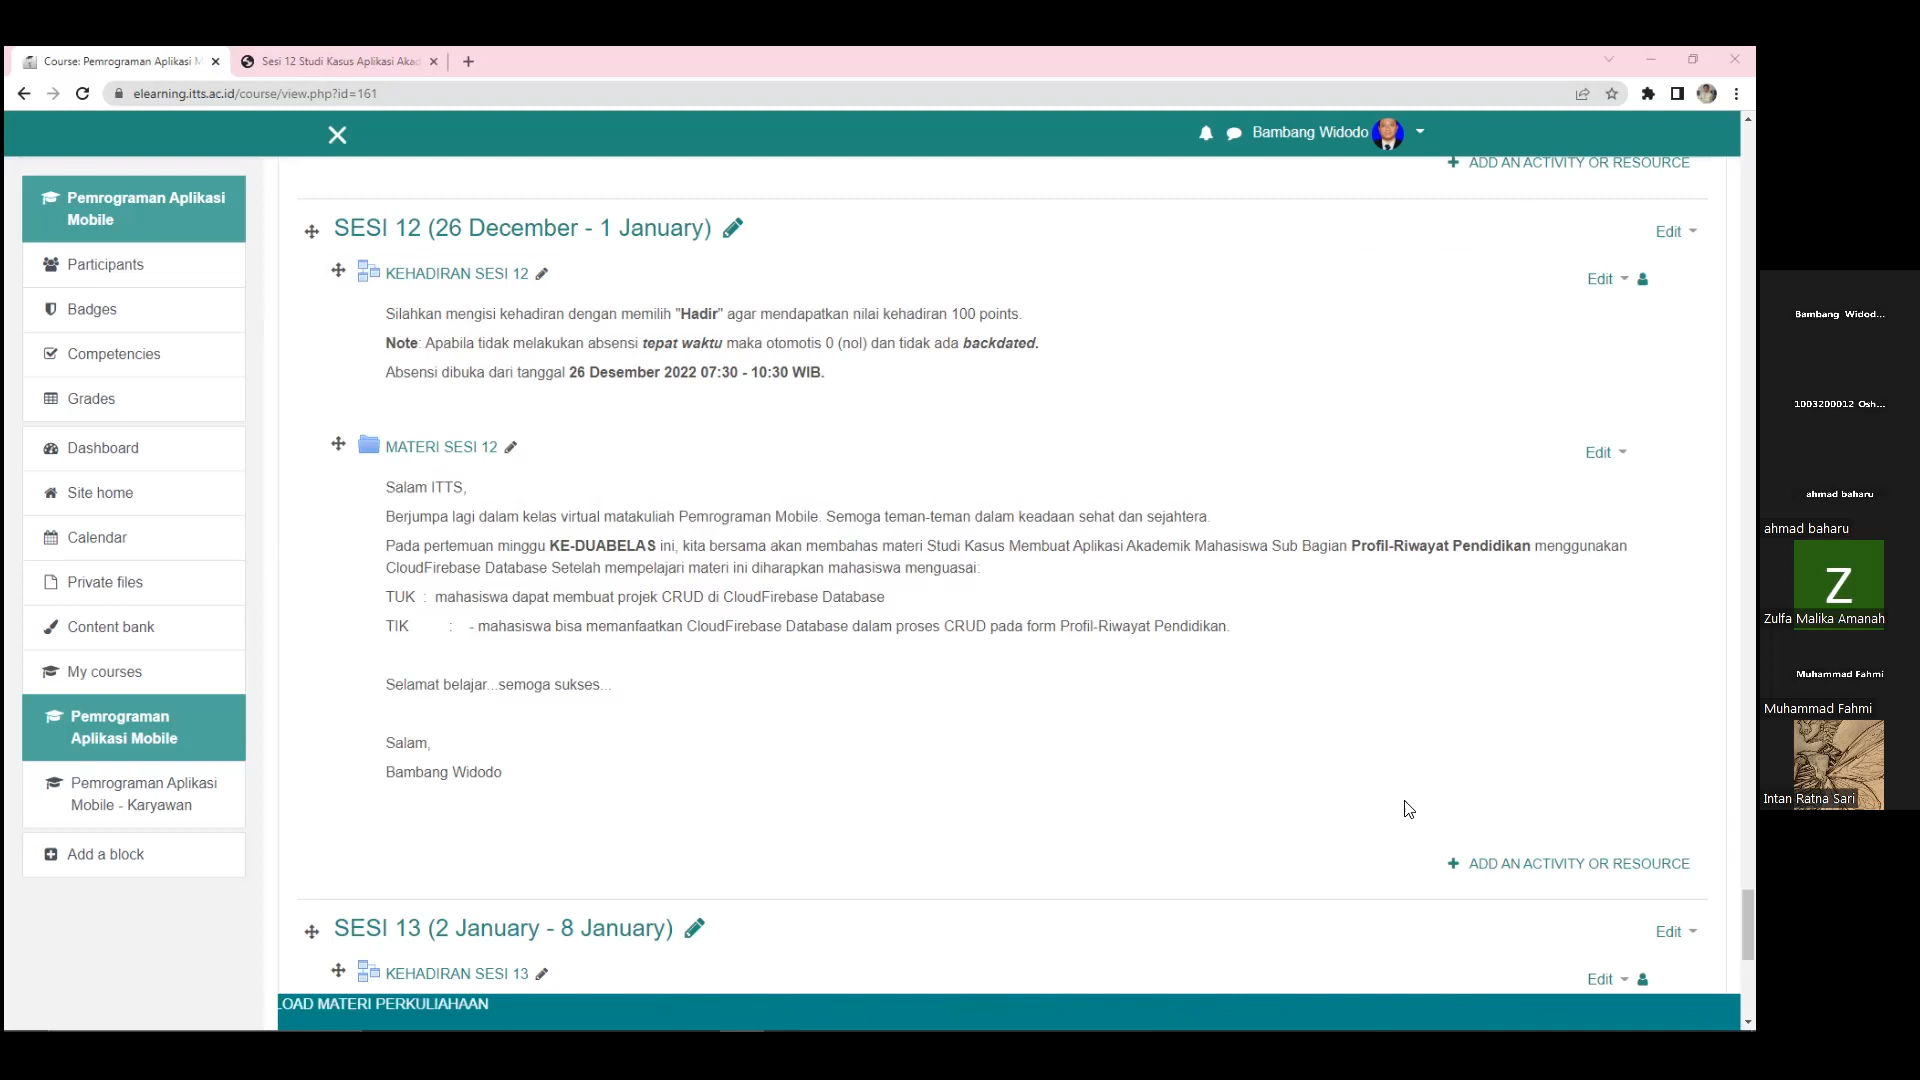 Course: Pemrograman Aplikasi M
Sesi 12 Studi Kasus Aplikasi Akad
elearning.itts.ac.id/course/view.php?id=161
Bambang Widodo
ADD AN ACTIVITY OR RESOURCE
Pemrograman Aplikasi
Mobile
Participants
Badges
Competencies
Grades
Dashboard
Site home
Calendar
Private files
Content bank
My courses
Pemrograman
Aplikasi Mobile
Pemrograman Aplikasi
Mobile - Karyawan
Add a block
SESI 12 (26 December - 1 January)
Edit
KEHADIRAN SESI 12
Edit
Silahkan mengisi kehadiran dengan memilih "Hadir" agar mendapatkan nilai kehadiran 100 points.
Note: Apabila tidak melakukan absensi tepat waktu maka otomotis 0 (nol) dan tidak ada backdated.
Absensi dibuka dari tanggal 26 Desember 2022 07:30 - 10:30 WIB.
MATERI SESI 12
Edit
Salam ITTS,
Berjumpa lagi dalam kelas virtual matakuliah Pemrograman Mobile. Semoga teman-teman dalam keadaan sehat dan sejahtera.
Pada pertemuan minggu KE-DUABELAS ini, kita bersama akan membahas materi Studi Kasus Membuat Aplikasi Akademik Mahasiswa Sub Bagian Profil-Riwayat Pendidikan menggunakan
CloudFirebase Database Setelah mempelajari materi ini diharapkan mahasiswa menguasai:
TUK : mahasiswa dapat membuat projek CRUD di CloudFirebase Database
TIK : - mahasiswa bisa memanfaatkan CloudFirebase Database dalam proses CRUD pada form Profil-Riwayat Pendidikan.
Selamat belajar...semoga sukses...
Salam,
Bambang Widodo
ADD AN ACTIVITY OR RESOURCE
SESI 13 (2 January - 8 January)
Edit
KEHADIRAN SESI 13
Edit
LOAD MATERI PERKULIAHAAN
Bambang Widod...
1003200012 Osh...
ahmad baharu
ahmad baharu
Z
Zulfa Malika Amanah
Muhammad Fahmi
Muhammad Fahmi
Intan Ratna Sari